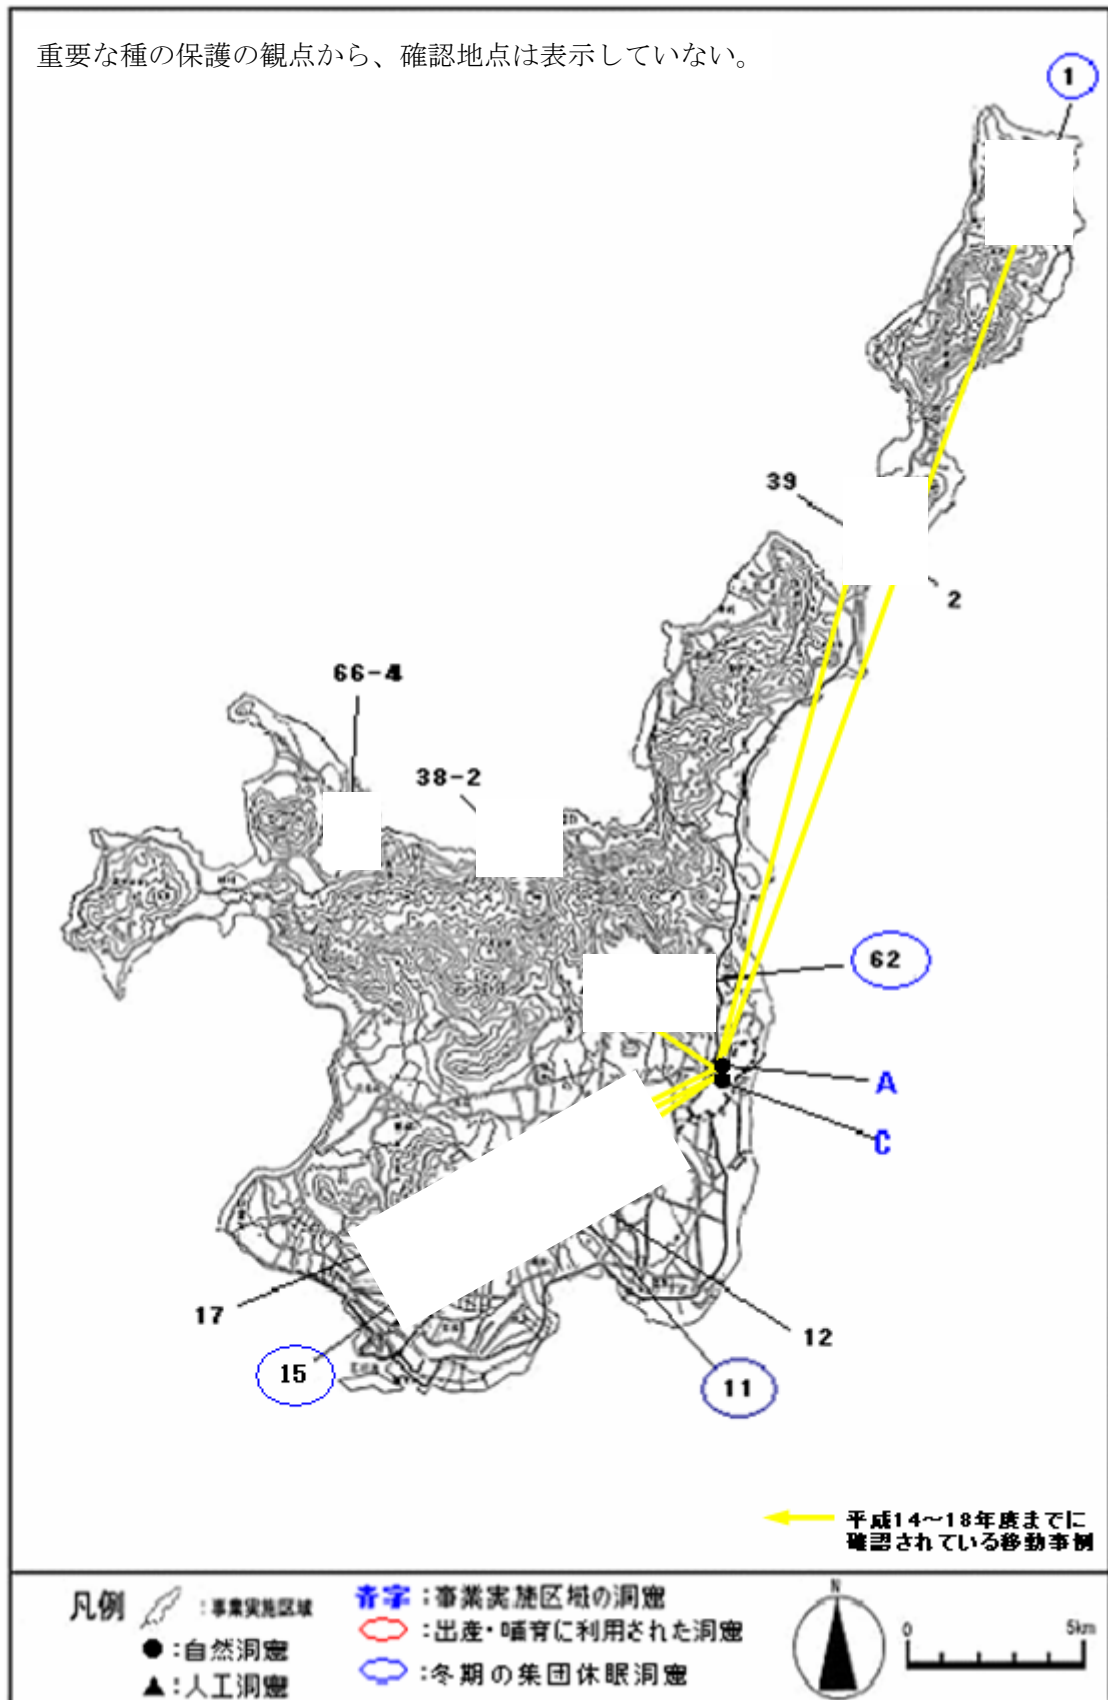 重要な種の保護の観点から、確認地点は表示していない。
1
39
2
66-4
38-2
62
A
C
17
12
15
11
平成14～18年度までに
確認されている移動事例
凡例
：事業実施区域
●：自然洞窟
▲：人工洞窟
青字：事業実施区域の洞窟
：出産・哺育に利用された洞窟
：冬期の集団休眠洞窟
N
0
5km